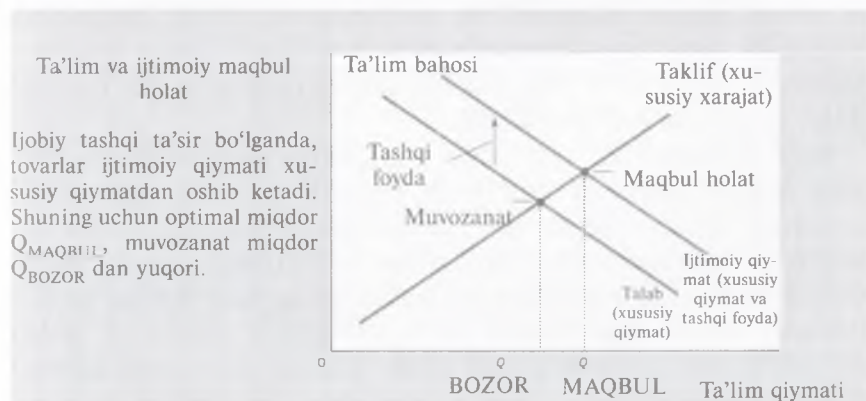 Ta'lim va ijtimoiy maqbul
holat
Ijobiy tashqi ta'sir bo‘lganda,
tovarlar ijtimoiy qiymati xu-
susiy qiymatdan oshib ketadi.
Shuning uchun optimal miqdor
QMAQBUL, muvozanat miqdor
QBOZOR dan yuqori.
Ta'lim bahosi
Taklif (xu-
susiy xarajat)
Tashqi
foyda
Maqbul holat
Muvozanat
Ijtimoiy qiy-
mat (xususiy
qiymat va
tashqi foyda)
Talab
(xususiy
qiymat)
O
Q
Q
BOZOR
MAQBUL
Ta'lim qiymati